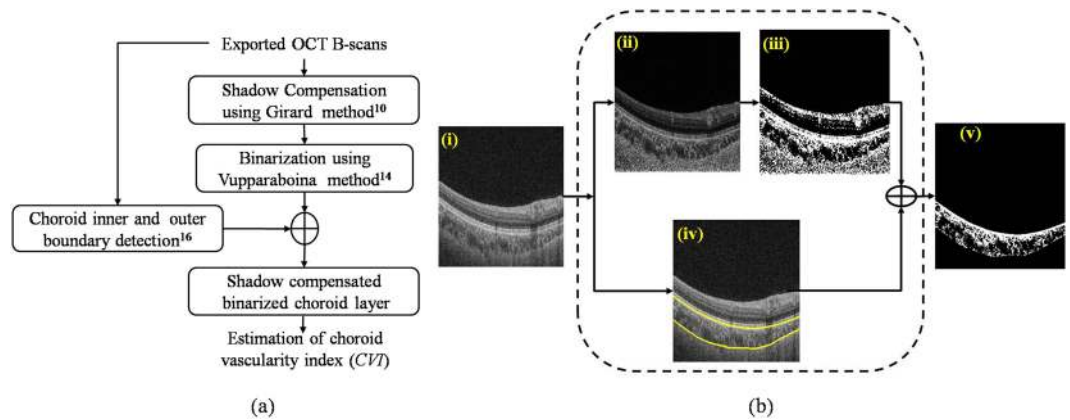 Exported OCT B-scans
Shadow Compensation
using Girard method10
Binarization using
Vupparaboina method14
Choroid inner and outer
boundary detection16
Shadow compensated
binarized choroid layer
Estimation of choroid
vascularity index (CVI)
(a)
(i)
(ii)
(iii)
(iv)
(v)
(b)